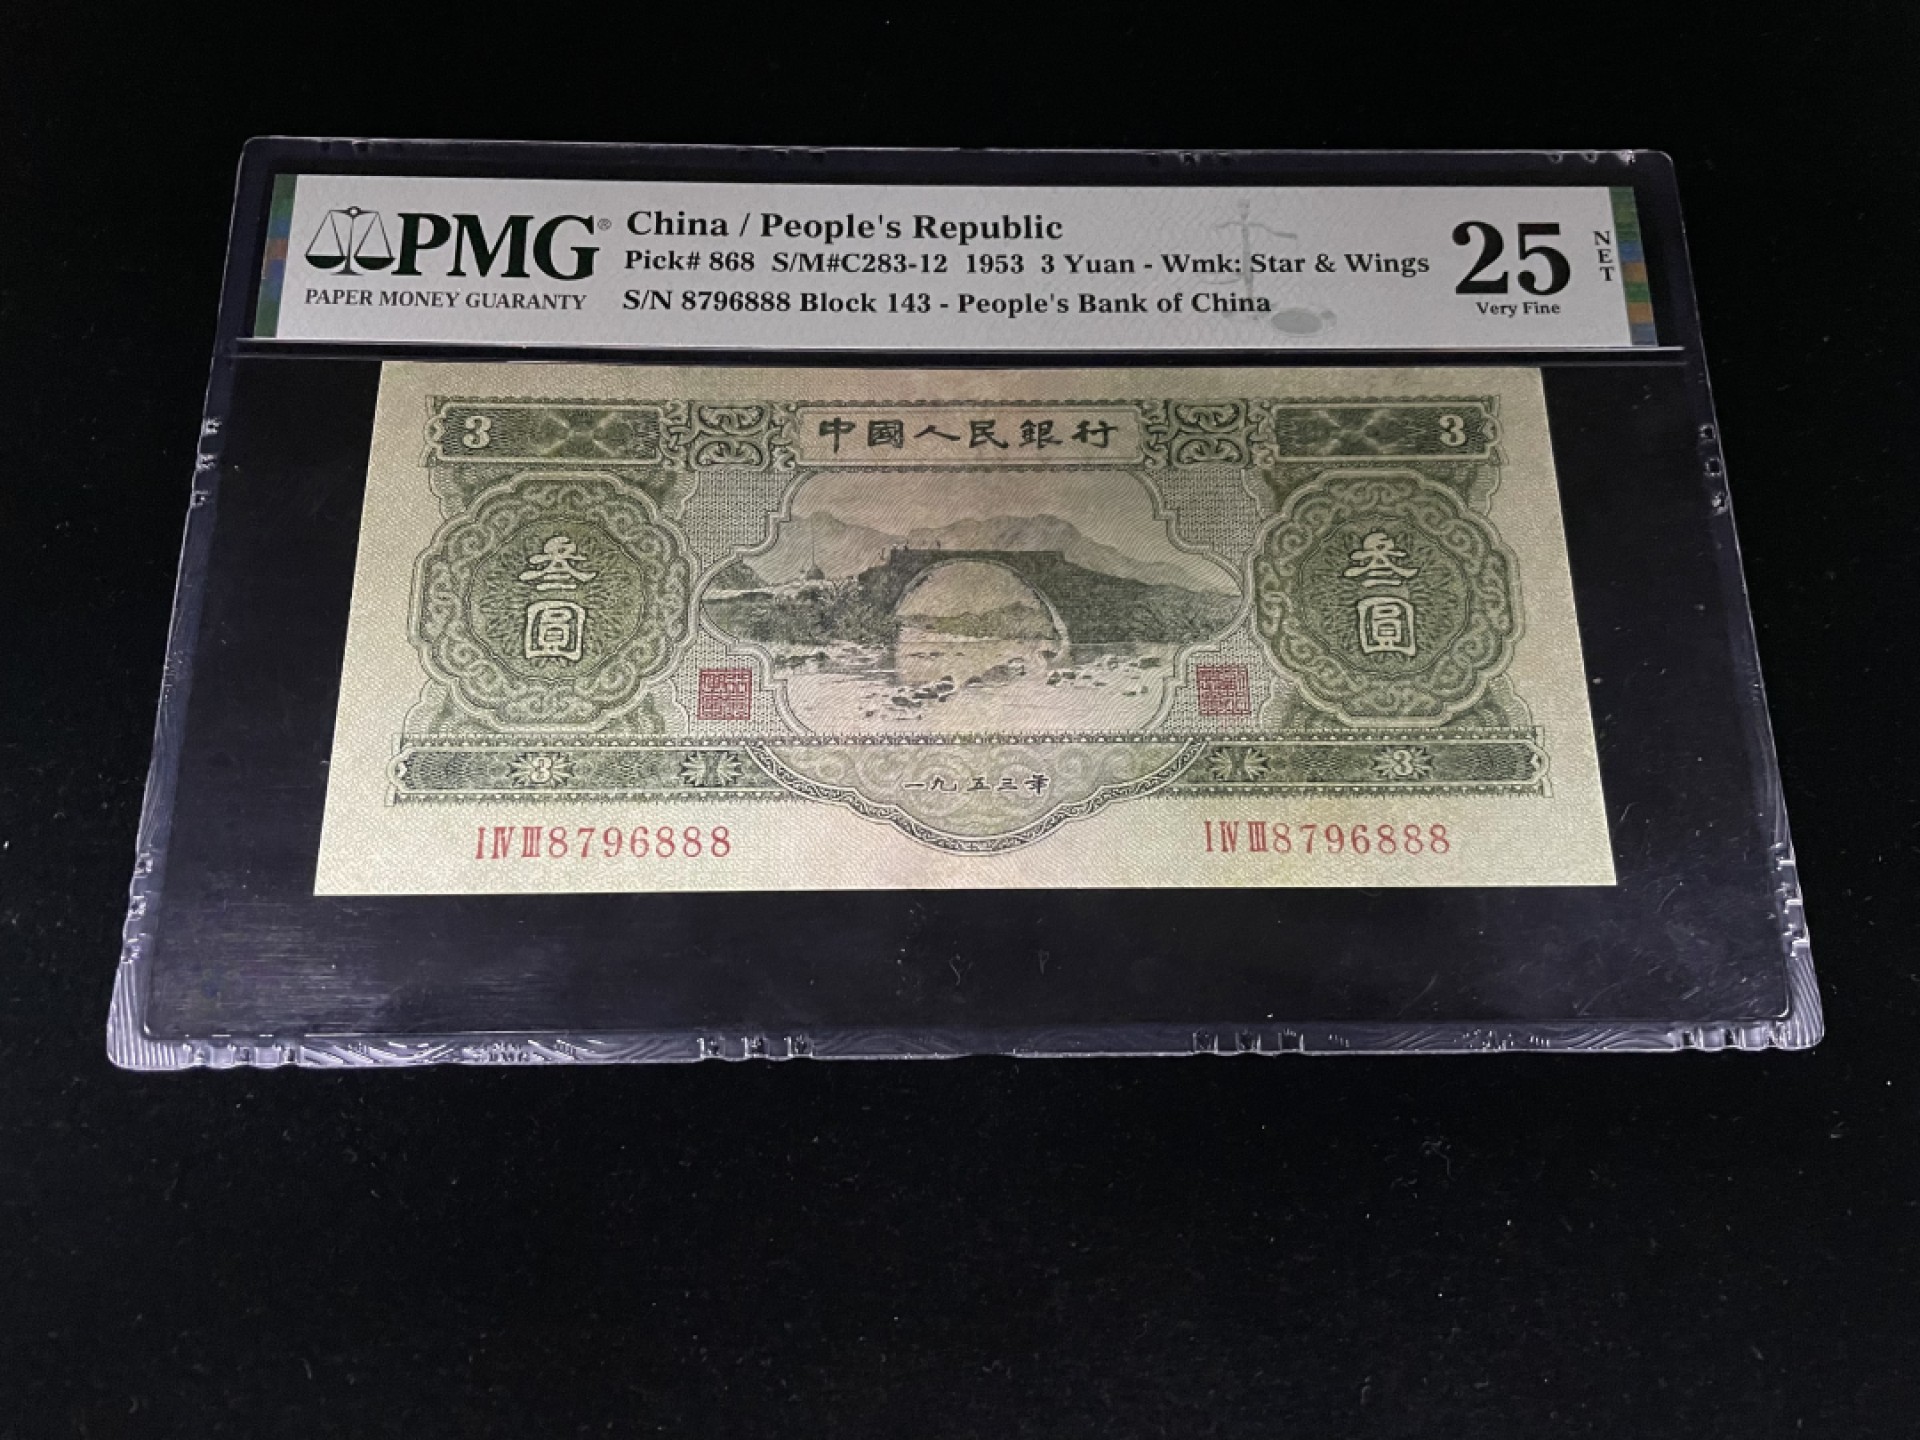 PMG®
PAPER MONEY GUARANTY
China / People's Republic
Pick# 868 S/M#C283-12 1953 3 Yuan - Wmk: Star & Wings
S/N 8796888 Block 143 - People's Bank of China
25
Very Fine
NET
3 中國人民銀行 3
叁圓 叁圓
3 3
一九五三年
I IV III 8796888 I IV III 8796888